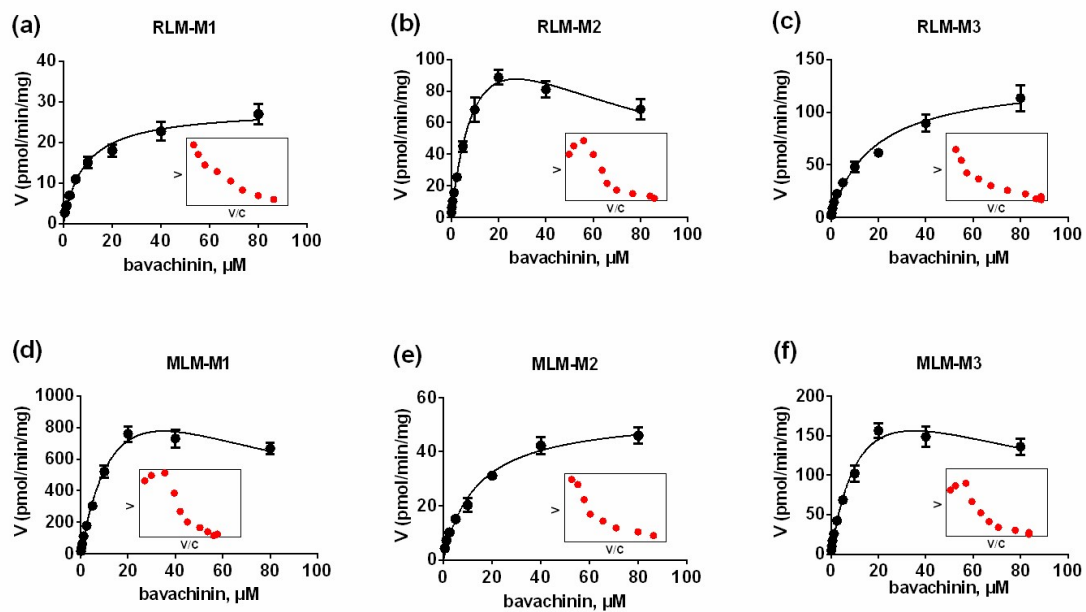 (a)
RLM-M1
V (pmol/min/mg)
40
30
20
10
0
0 20 40 60 80 100
bavachinin, µM
V
V/C
(b)
RLM-M2
V (pmol/min/mg)
100
80
60
40
20
0
0 20 40 60 80 100
bavachinin, µM
V
V/C
(c)
RLM-M3
V (pmol/min/mg)
150
100
50
0
0 20 40 60 80 100
bavachinin, µM
V
V/C
(d)
MLM-M1
V (pmol/min/mg)
1000
800
600
400
200
0
0 20 40 60 80 100
bavachinin, µM
V
V/C
(e)
MLM-M2
V (pmol/min/mg)
60
40
20
0
0 20 40 60 80 100
bavachinin, µM
V
V/C
(f)
MLM-M3
V (pmol/min/mg)
200
150
100
50
0
0 20 40 60 80 100
bavachinin, µM
V
V/C